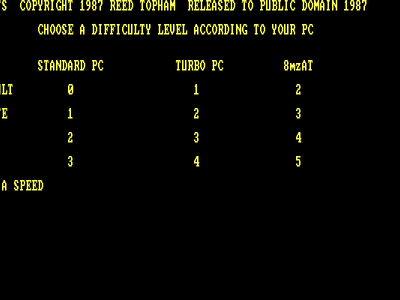 S COPYRIGHT 1987 REED TOPHAM RELEASED TO PUBLIC DOMAIN 1987
CHOOSE A DIFFICULTY LEVEL ACCORDING TO YOUR PC
STANDARD PC TURBO PC 8mzAT
LT 0 1 2
E 1 2 3
2 3 4
3 4 5
A SPEED